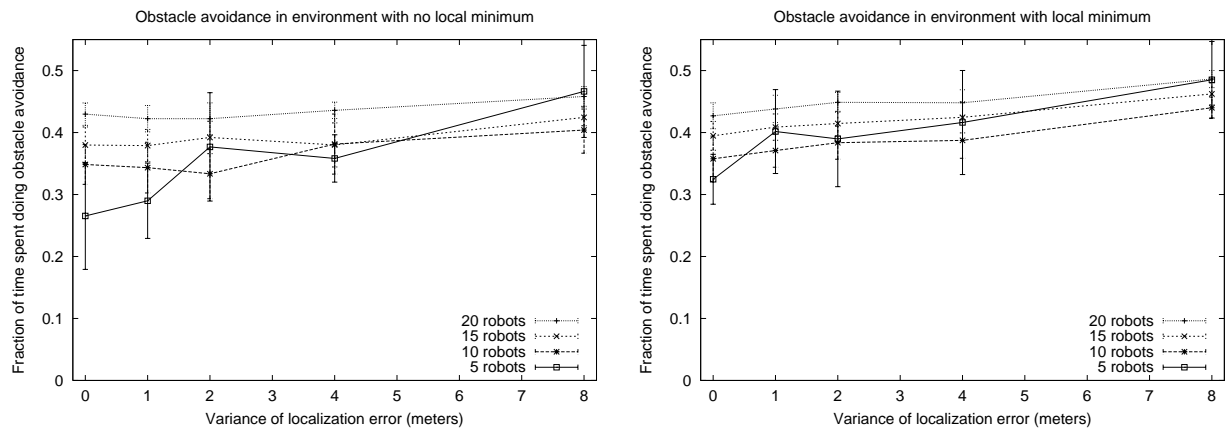 Obstacle avoidance in environment with no local minimum
Fraction of time spent doing obstacle avoidance
0.5
0.4
0.3
0.2
0.1
0
20 robots
15 robots
10 robots
5 robots
0 1 2 3 4 5 6 7 8
Variance of localization error (meters)
Obstacle avoidance in environment with local minimum
Fraction of time spent doing obstacle avoidance
0.5
0.4
0.3
0.2
0.1
0
20 robots
15 robots
10 robots
5 robots
0 1 2 3 4 5 6 7 8
Variance of localization error (meters)